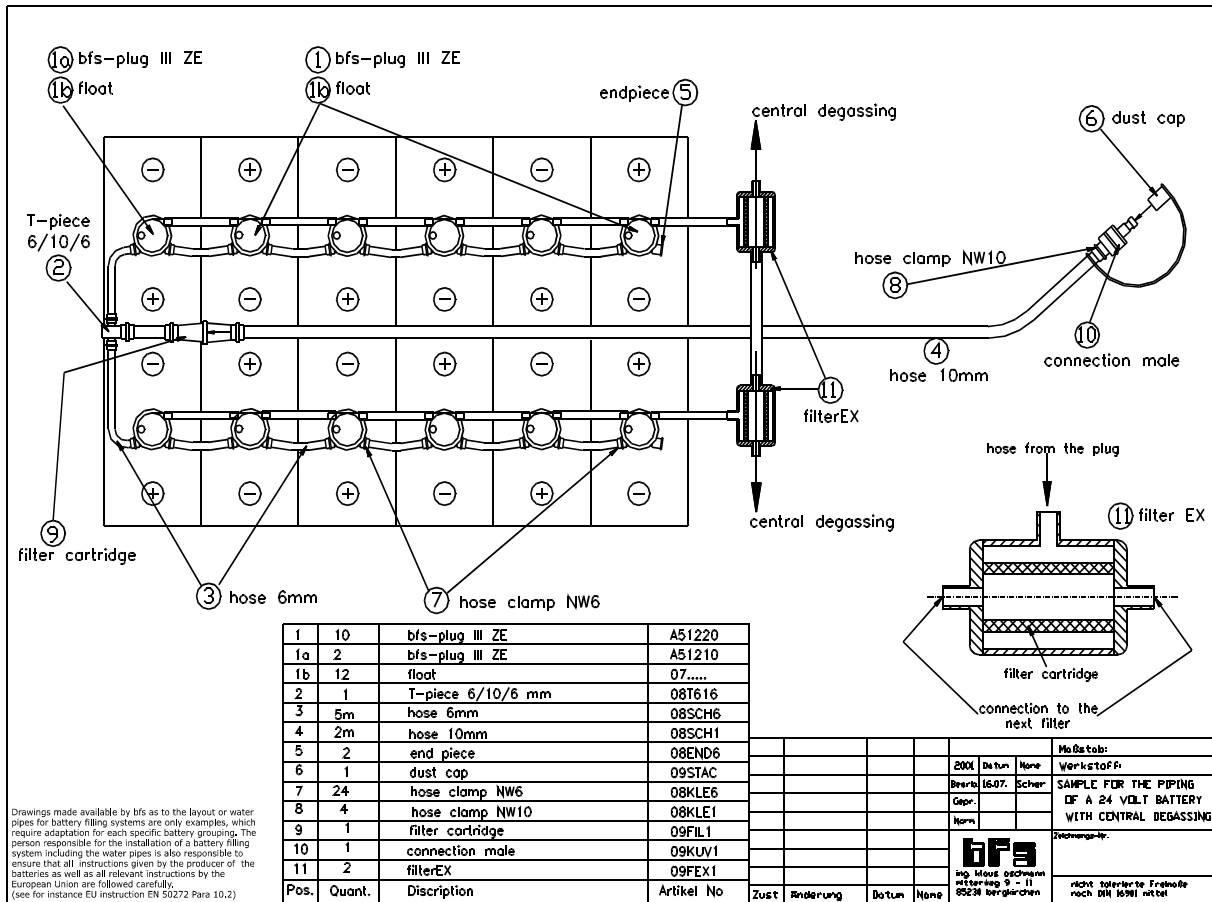 1a bfs-plug III ZE
1b float
1 bfs-plug III ZE
1b float
endpiece 5
central degassing
6 dust cap
T-piece
6/10/6
2
hose clamp NW10
8
10
connection male
4
hose 10mm
11
filterEX
9
filter cartridge
3 hose 6mm
7 hose clamp NW6
central degassing
hose from the plug
11 filter EX
filter cartridge
connection to the
next filter
1 10 bfs-plug III ZE A51220
1a 2 bfs-plug III ZE A51210
1b 12 float 07.....
2 1 T-piece 6/10/6 mm 08T616
3 5m hose 6mm 08SCH6
4 2m hose 10mm 08SCH1
5 2 end piece 08END6
6 1 dust cap 09STAC
7 24 hose clamp NW6 08KLE6
8 4 hose clamp NW10 08KLE1
9 1 filter cartridge 09FIL1
10 1 connection male 09KUV1
11 2 filterEX 09FEX1
Pos. Quant. Discription Artikel No
Drawings made available by bfs as to the layout or water
pipes for battery filling systems are only examples, which
require adaptation for each specific battery grouping. The
person responsible for the installation of a battery filling
system including the water pipes is also responsible to
ensure that all instructions given by the producer of the
batteries as well as all relevant instructions by the
European Union are followed carefully.
(see for instance EU instruction EN 50272 Para 10.2)
Zust Änderung Datum Name
2001 Datum Name
Bearb. 16.07. Scher
Gepr.
Norm
Maßstab:
Werkstoff:
SAMPLE FOR THE PIPING
OF A 24 VOLT BATTERY
WITH CENTRAL DEGASSING
Zeichnungs-Nr.
bfs
ing. klaus oschmann
mitterweg 9 - 11
85232 bergkirchen
nicht tolerierte Freimaße
nach DIN 16901 mittel